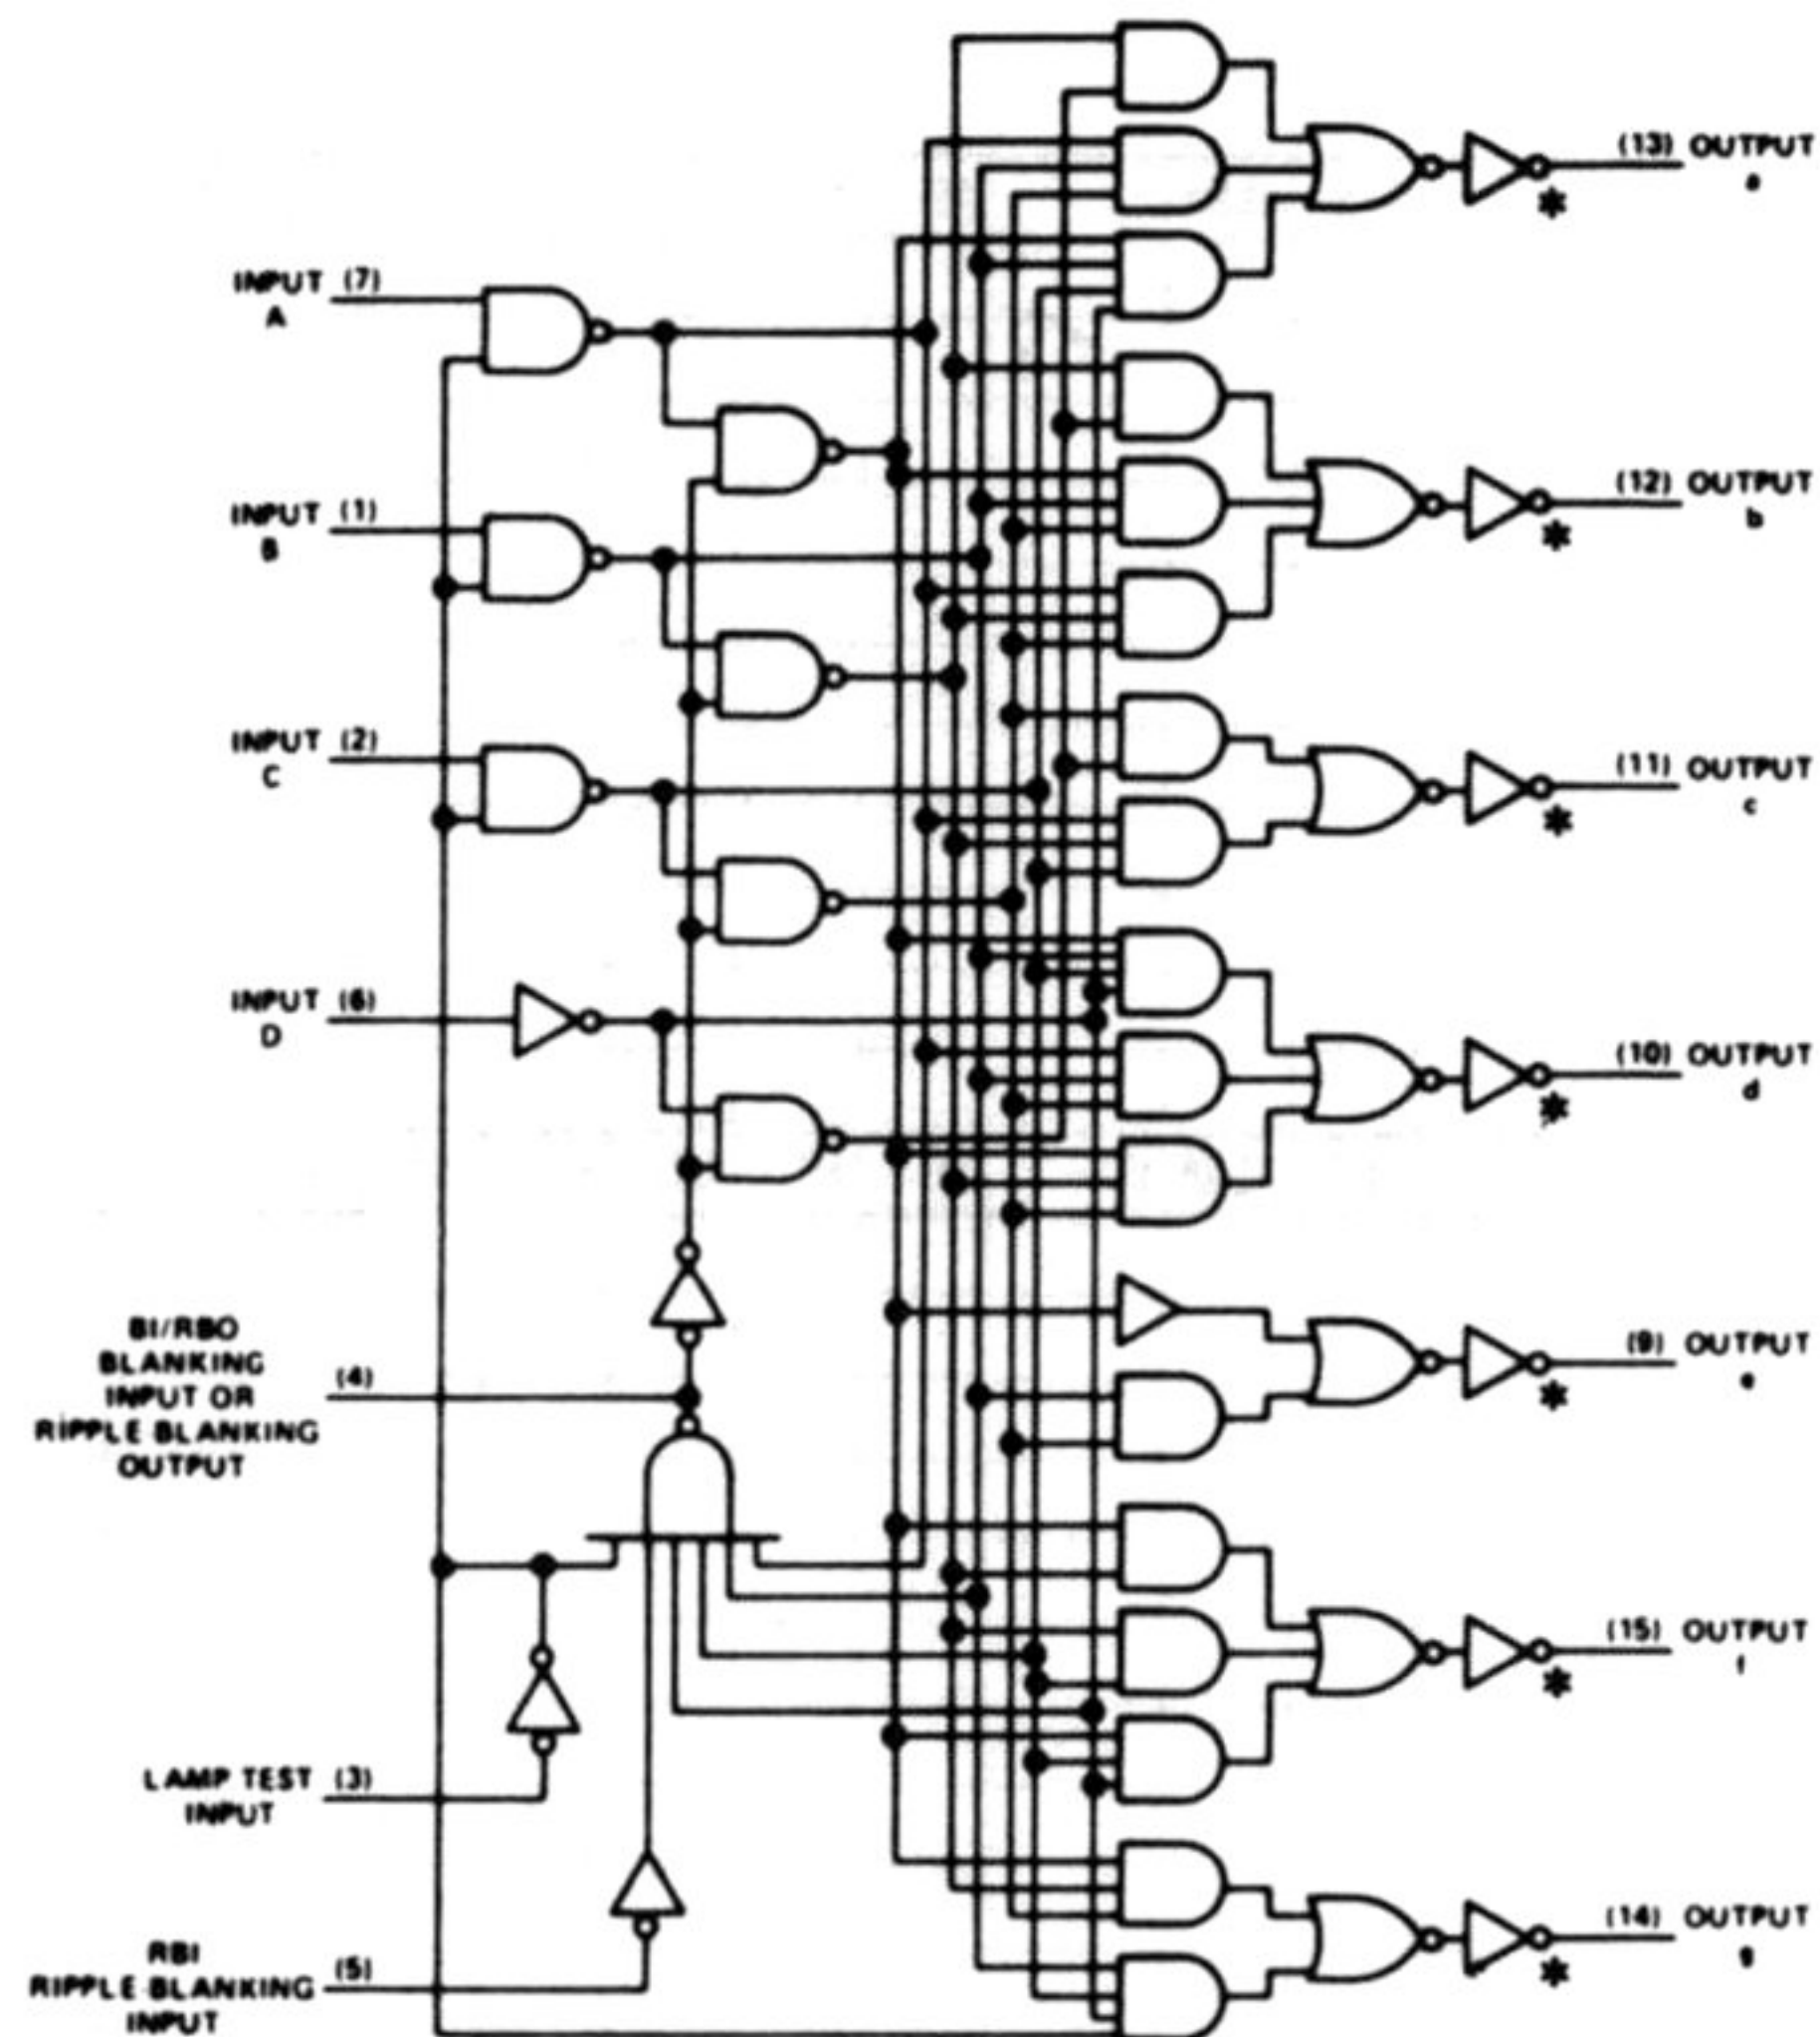 (13) OUTPUT
a
*
INPUT (7)
A
(12) OUTPUT
b
*
INPUT (1)
B
INPUT (2)
C
(11) OUTPUT
c
*
INPUT (6)
D
(10) OUTPUT
d
*
BI/RBO
BLANKING
INPUT OR
RIPPLE BLANKING
OUTPUT
(4)
(9) OUTPUT
e
*
(15) OUTPUT
f
*
LAMP TEST (3)
INPUT
(14) OUTPUT
g
*
RBI
RIPPLE BLANKING (5)
INPUT